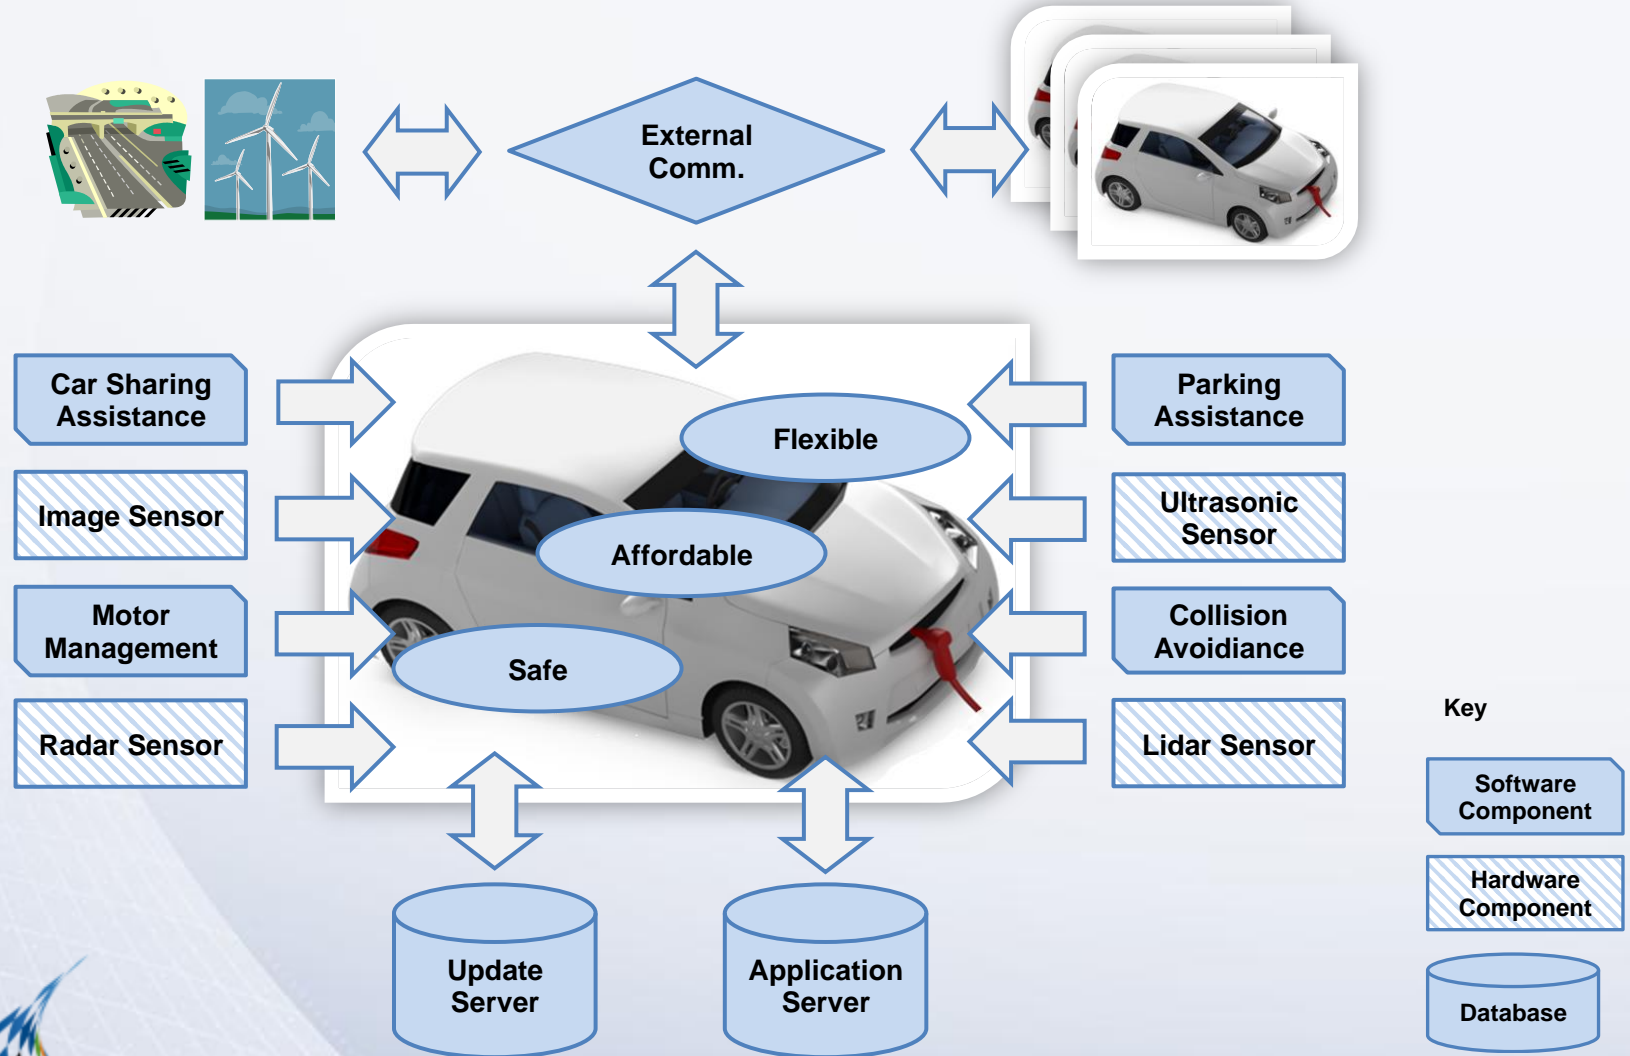 External
Comm.
Car Sharing
Assistance
Parking
Assistance
Flexible
Image Sensor
Ultrasonic
Sensor
Affordable
Motor
Management
Collision
Avoidiance
Safe
Radar Sensor
Lidar Sensor
Key
Software
Component
Hardware
Component
Update
Server
Application
Server
Database